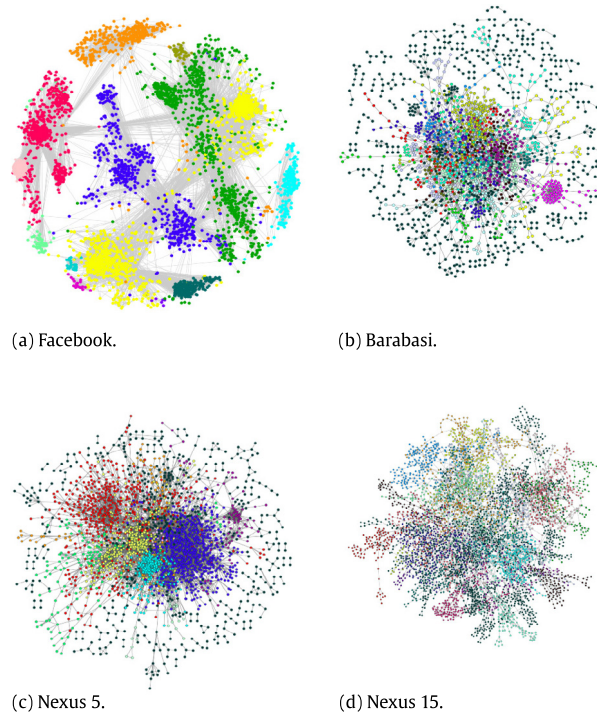 (a) Facebook.
(b) Barabasi.
(c) Nexus 5.
(d) Nexus 15.